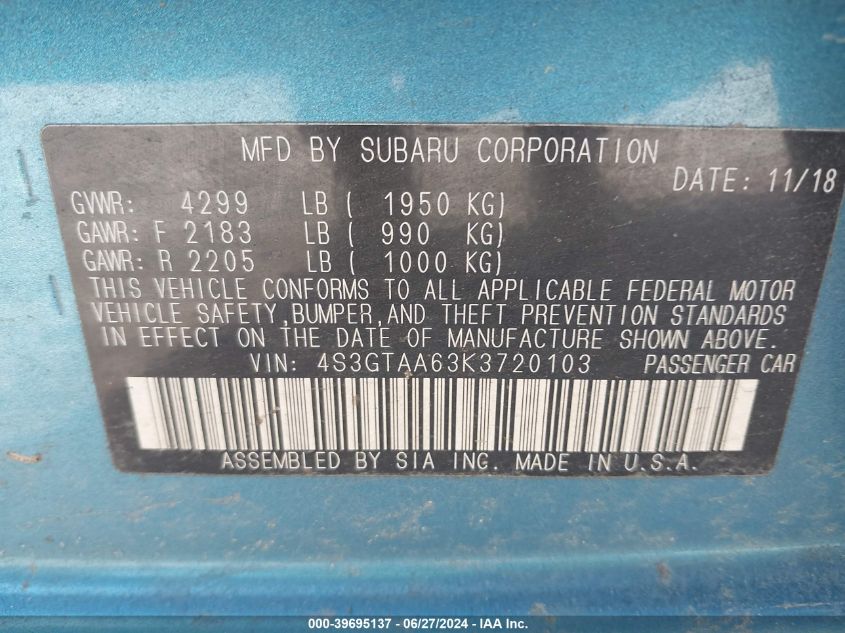 MFD BY SUBARU CORPORATION
DATE: 11/18
GVWR: 4299 LB ( 1950 KG)
GAWR: F 2183 LB ( 990 KG)
GAWR: R 2205 LB ( 1000 KG)
THIS VEHICLE CONFORMS TO ALL APPLICABLE FEDERAL MOTOR
VEHICLE SAFETY,BUMPER,AND THEFT PREVENTION STANDARDS
IN EFFECT ON THE DATE OF MANUFACTURE SHOWN ABOVE.
VIN: 4S3GTAA63K3720103 PASSENGER CAR
ASSEMBLED BY SIA INC. MADE IN U.S.A.
000-39695137 - 06/27/2024 - IAA Inc.